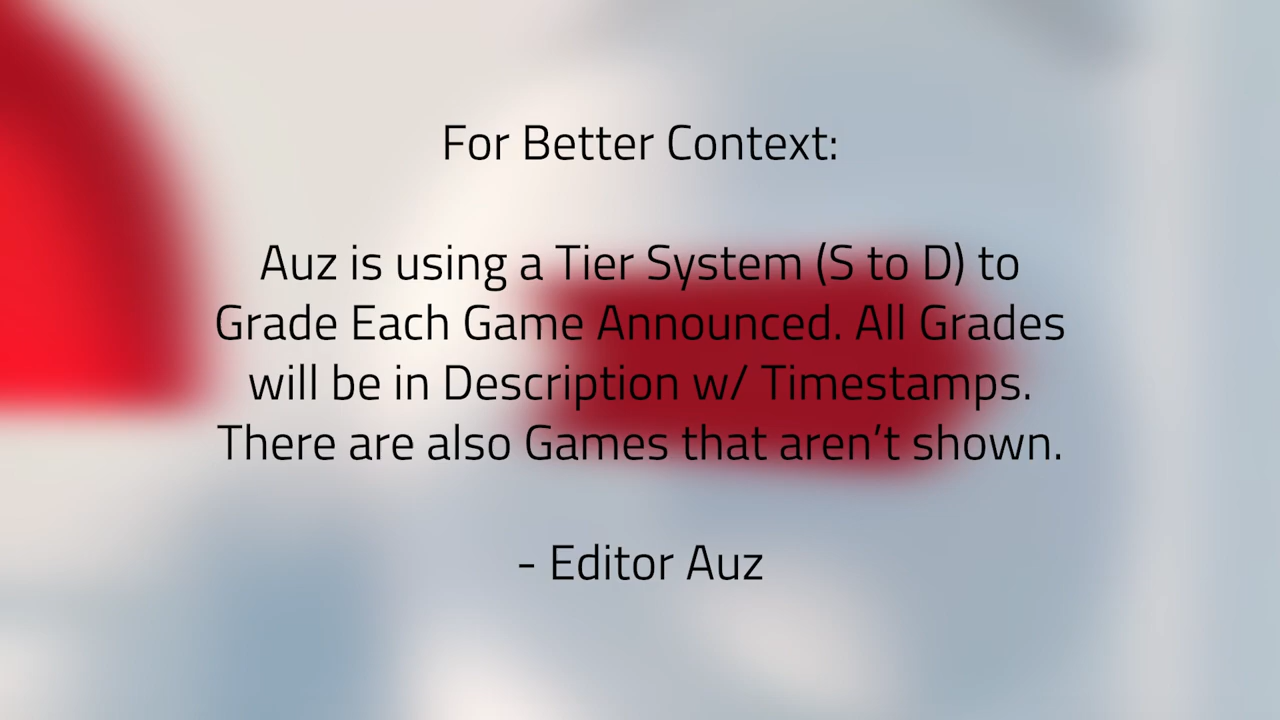 For Better Context:
Auz is using a Tier System (S to D) to
Grade Each Game Announced. All Grades
will be in Description w/ Timestamps.
There are also Games that aren’t shown.
- Editor Auz